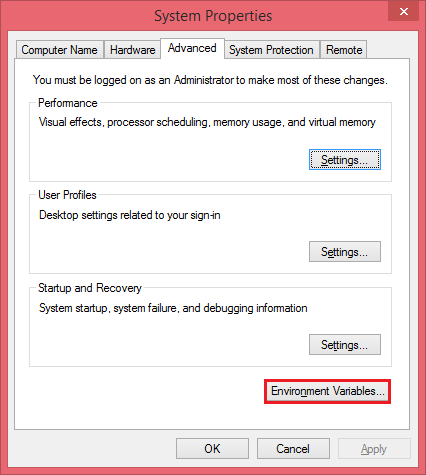 System Properties
Computer Name Hardware Advanced System Protection Remote
You must be logged on as an Administrator to make most of these changes.
Performance
Visual effects, processor scheduling, memory usage, and virtual memory
Settings...
User Profiles
Desktop settings related to your sign-in
Settings...
Startup and Recovery
System startup, system failure, and debugging information
Settings...
Environment Variables...
OK Cancel Apply